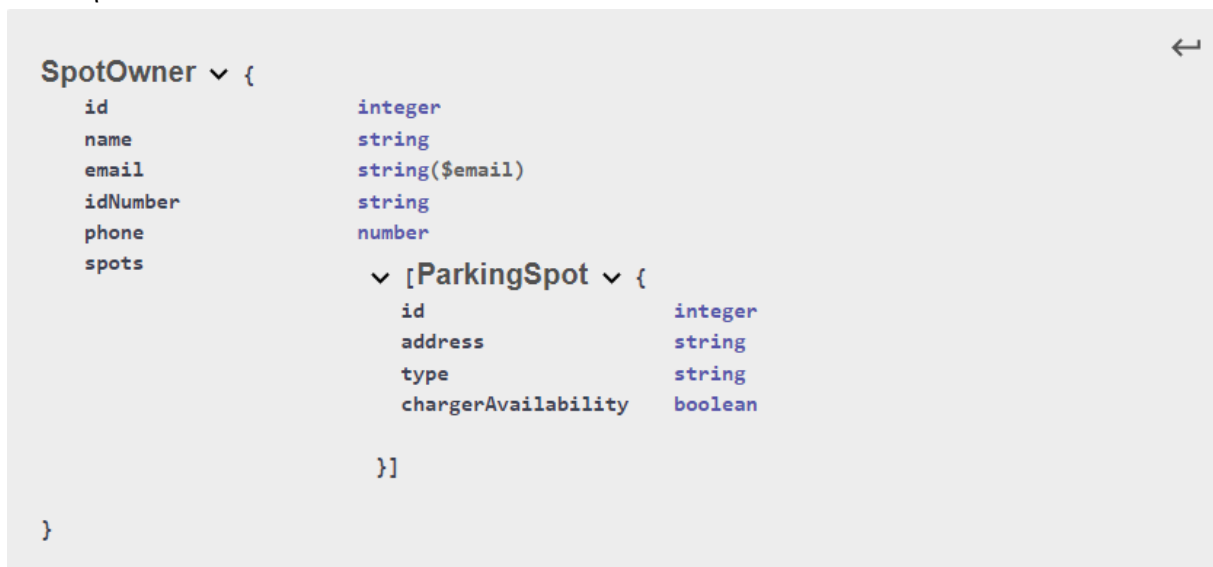 SpotOwner {
id integer
name string
email string($email)
idNumber string
phone number
spots [ParkingSpot {
id integer
address string
type string
chargerAvailability boolean
}]
}